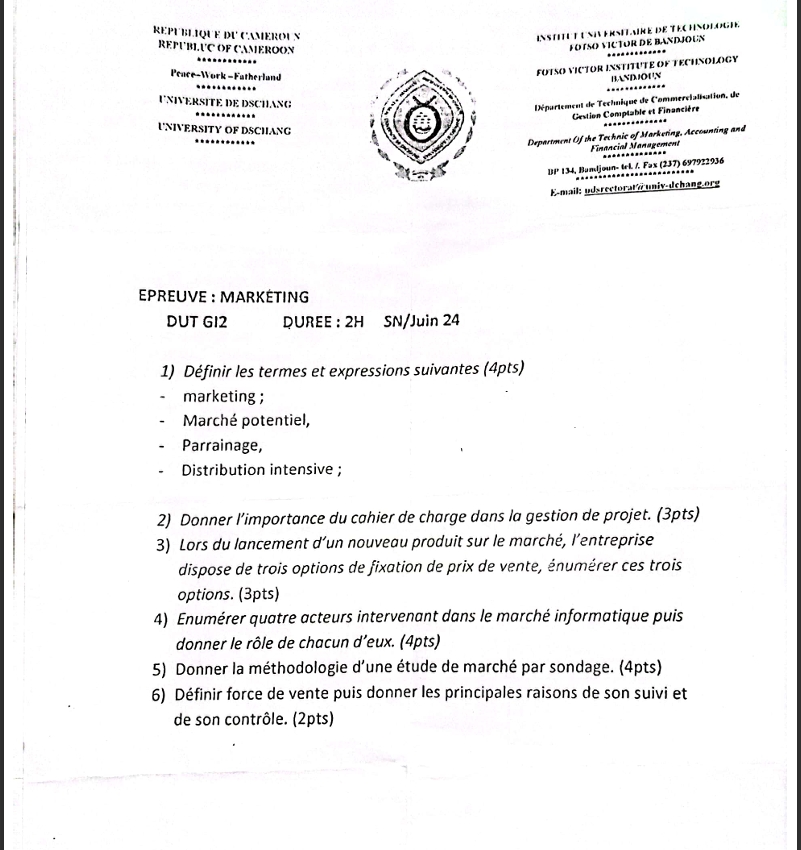 REPUBLIQUE DU CAMEROUN
REPUBLUC OF CAMEROON
************
Peace–Work–Fatherland
************
UNIVERSITE DE DSCHANG
************
UNIVERSITY OF DSCHANG
************
INSTITUT UNIVERSITAIRE DE TECHNOLOGIE
FOTSO VICTOR DE BANDJOUN
************
FOTSO VICTOR INSTITUTE OF TECHNOLOGY
BANDJOUN
************
Département de Technique de Commercialisation, de
Gestion Comptable et Financière
************
Department Of the Technic of Marketing, Accounting and
Financial Management
************
BP 134, Bandjoun- tel. /. Fax (237) 697922936
************************
E-mail: udsrectorat@univ-dchang.org
EPREUVE : MARKETING
DUT GI2 DUREE : 2H SN/Juin 24
1) Définir les termes et expressions suivantes (4pts)
- marketing ;
- Marché potentiel,
- Parrainage,
- Distribution intensive ;
2) Donner l'importance du cahier de charge dans la gestion de projet. (3pts)
3) Lors du lancement d'un nouveau produit sur le marché, l'entreprise
dispose de trois options de fixation de prix de vente, énumérer ces trois
options. (3pts)
4) Enumérer quatre acteurs intervenant dans le marché informatique puis
donner le rôle de chacun d'eux. (4pts)
5) Donner la méthodologie d'une étude de marché par sondage. (4pts)
6) Définir force de vente puis donner les principales raisons de son suivi et
de son contrôle. (2pts)